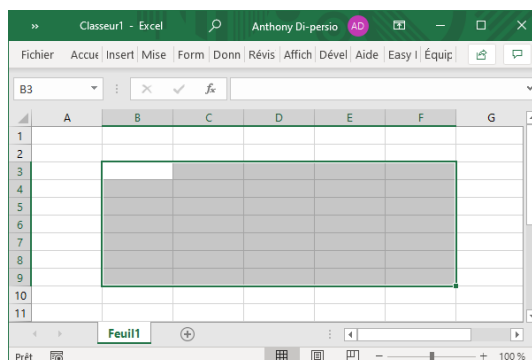 Classeur1 - Excel Anthony Di-persio AD
Fichier Accue Insert Mise Form Donn Révis Affich Dével Aide Easy I Équip
B3 fx
A B C D E F G
1
2
3
4
5
6
7
8
9
10
11
Feuil1
Prêt 100 %